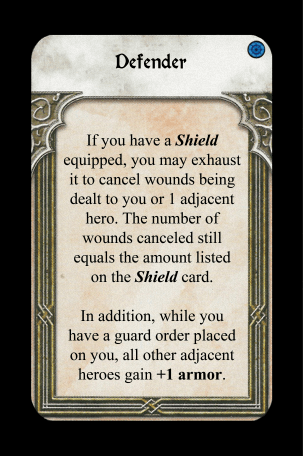 Defender
If you have a Shield
equipped, you may exhaust
it to cancel wounds being
dealt to you or 1 adjacent
hero. The number of
wounds canceled still
equals the amount listed
on the Shield card.
In addition, while you
have a guard order placed
on you, all other adjacent
heroes gain +1 armor.